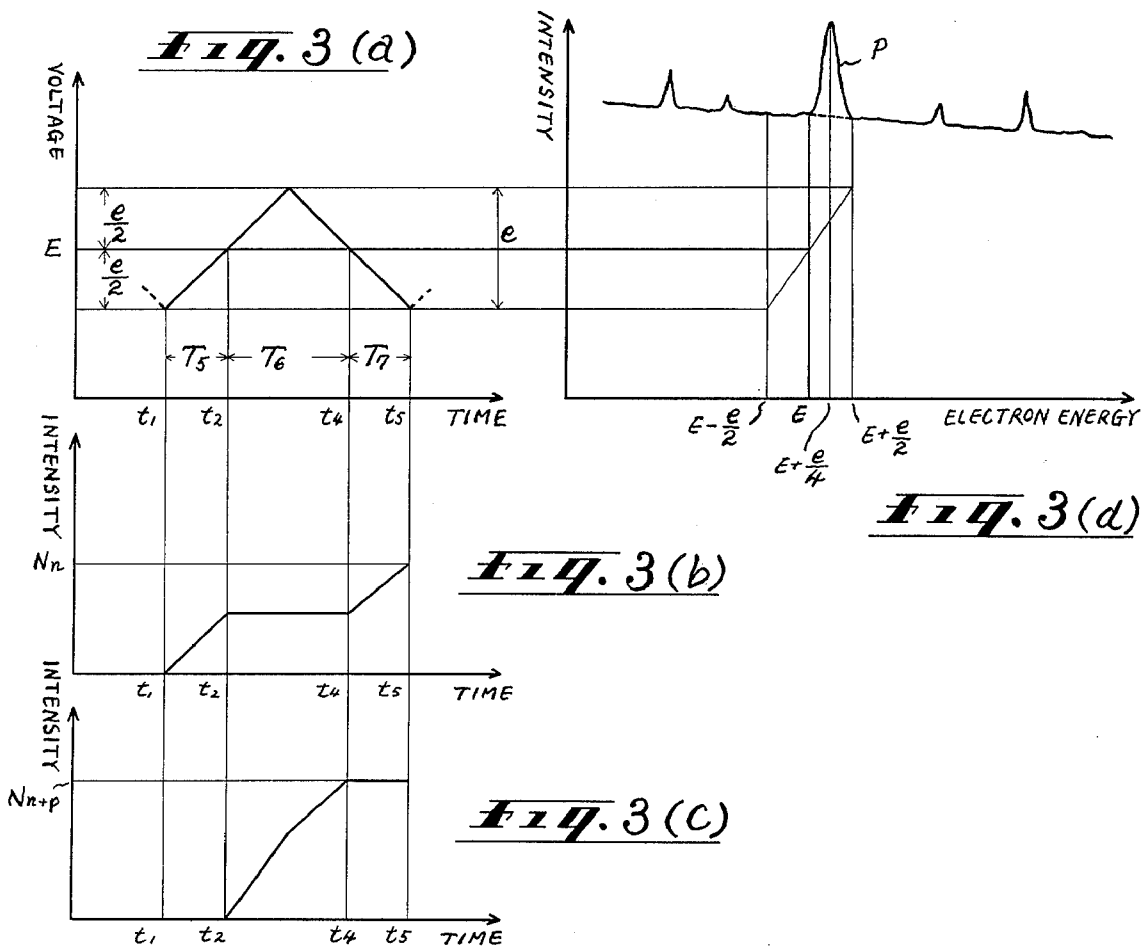 Fig. 3 (a)
VOLTAGE
e/2
E
e/2
e
T5 T6 T7
t1 t2 t4 t5 TIME
INTENSITY
P
E-e/2 E E+e/4 E+e/2 ELECTRON ENERGY
Fig. 3 (d)
INTENSITY
Nn
t1 t2 t4 t5 TIME
Fig. 3 (b)
INTENSITY
Nn+p
t1 t2 t4 t5 TIME
Fig. 3 (C)